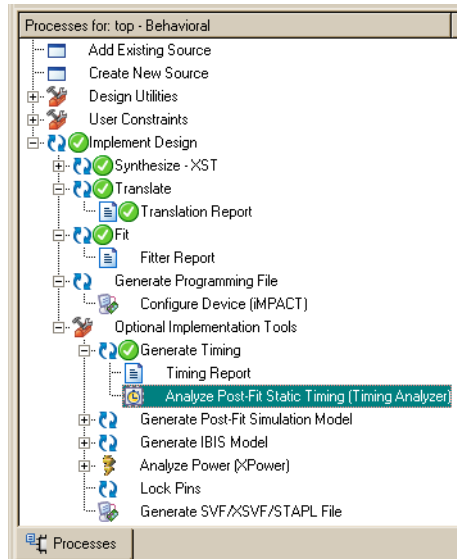 Processes for: top - Behavioral
Add Existing Source
Create New Source
Design Utilities
User Constraints
Implement Design
Synthesize - XST
Translate
Translation Report
Fit
Fitter Report
Generate Programming File
Configure Device (iMPACT)
Optional Implementation Tools
Generate Timing
Timing Report
Analyze Post-Fit Static Timing (Timing Analyzer)
Generate Post-Fit Simulation Model
Generate IBIS Model
Analyze Power (XPower)
Lock Pins
Generate SVF/XSVF/STAPL File
Processes